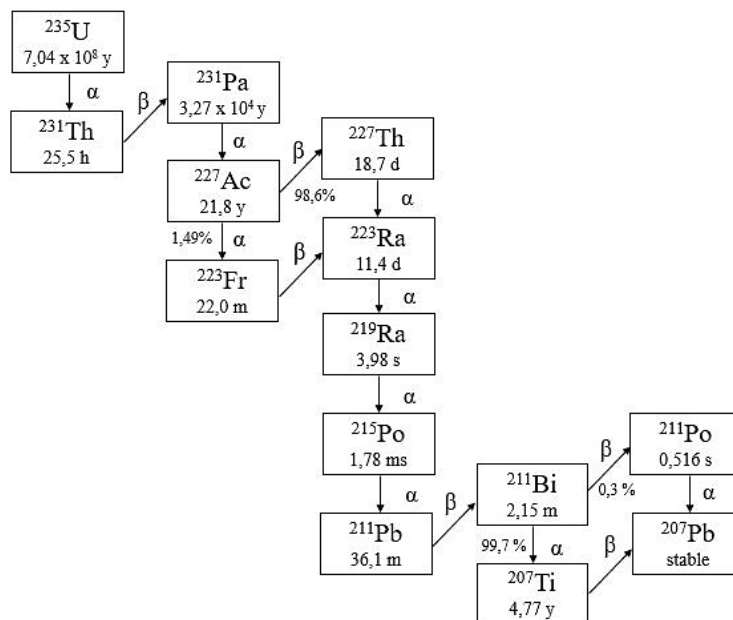 ²³⁵U
7,04 x 10⁸ y
α
²³¹Th
25,5 h
β
²³¹Pa
3,27 x 10⁴ y
α
²²⁷Ac
21,8 y
β
98,6%
²²⁷Th
18,7 d
1,49%
α
α
²²³Fr
22,0 m
β
²²³Ra
11,4 d
α
²¹⁹Ra
3,98 s
α
²¹⁵Po
1,78 ms
α
²¹¹Pb
36,1 m
β
²¹¹Bi
2,15 m
β
0,3 %
²¹¹Po
0,516 s
99,7 %
α
α
²⁰⁷Ti
4,77 y
β
²⁰⁷Pb
stable